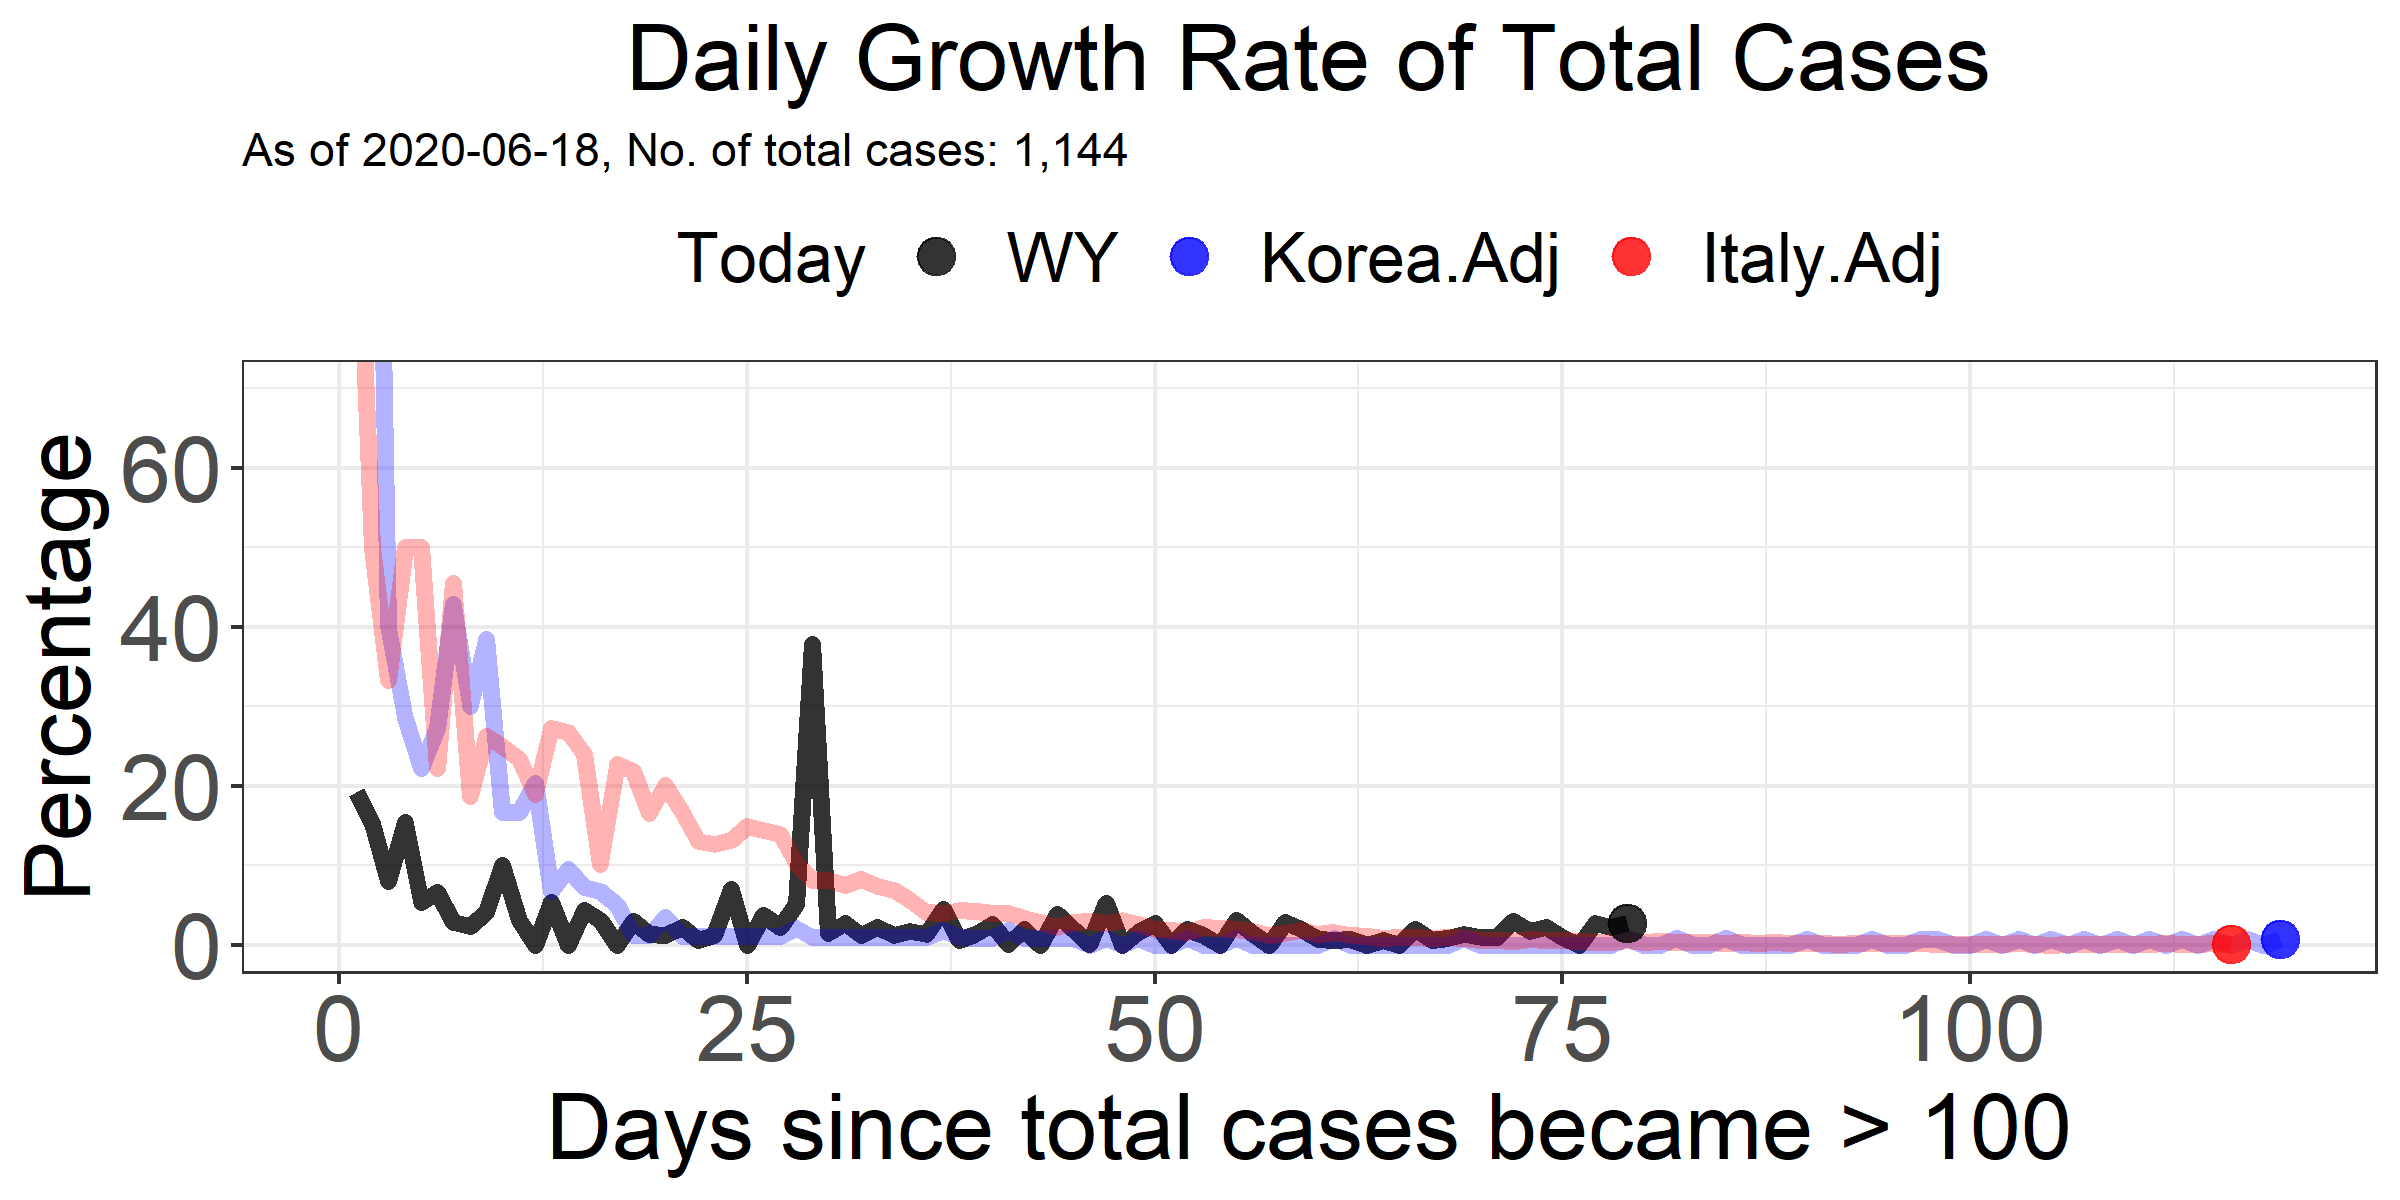 Daily Growth Rate of Total Cases
As of 2020-06-18, No. of total cases: 1,144
Today WY Korea.Adj Italy.Adj
Percentage
60
40
20
0
0 25 50 75 100
Days since total cases became > 100